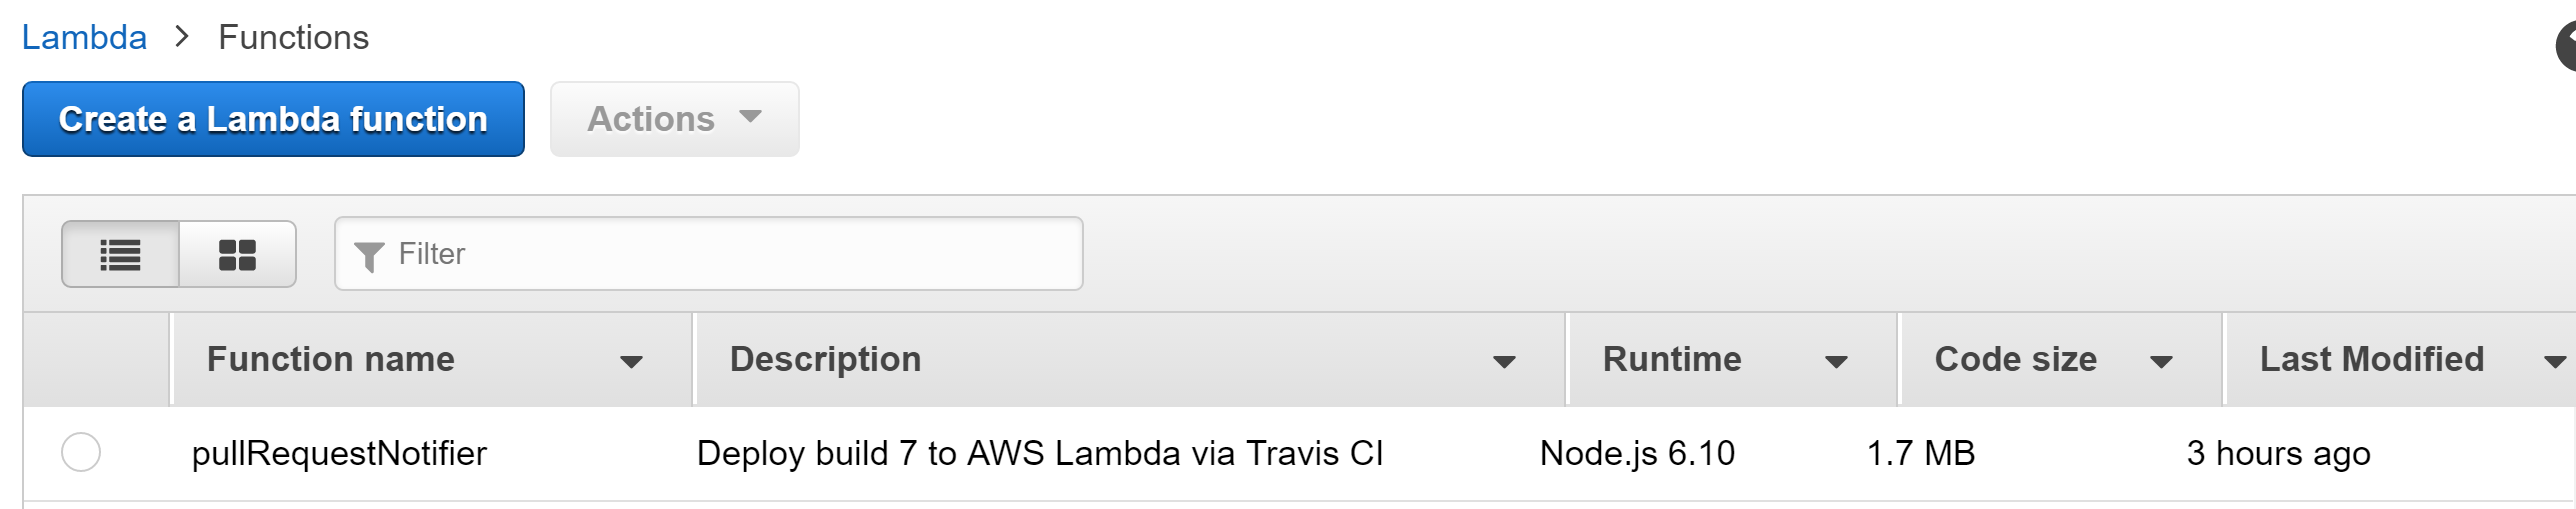 Lambda > Functions
Create a Lambda function Actions
Filter
Function name Description Runtime Code size Last Modified
pullRequestNotifier Deploy build 7 to AWS Lambda via Travis CI Node.js 6.10 1.7 MB 3 hours ago